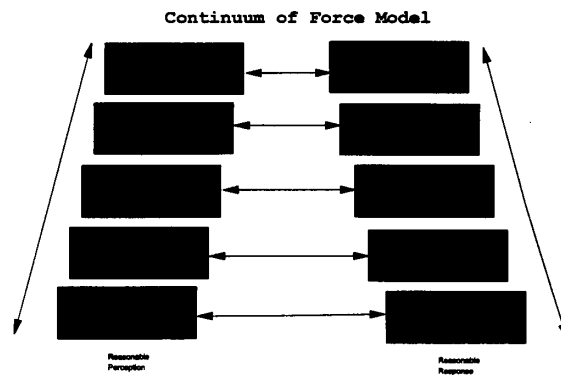 Continuum of Force Model
Reasonable
Perception
Reasonable
Response